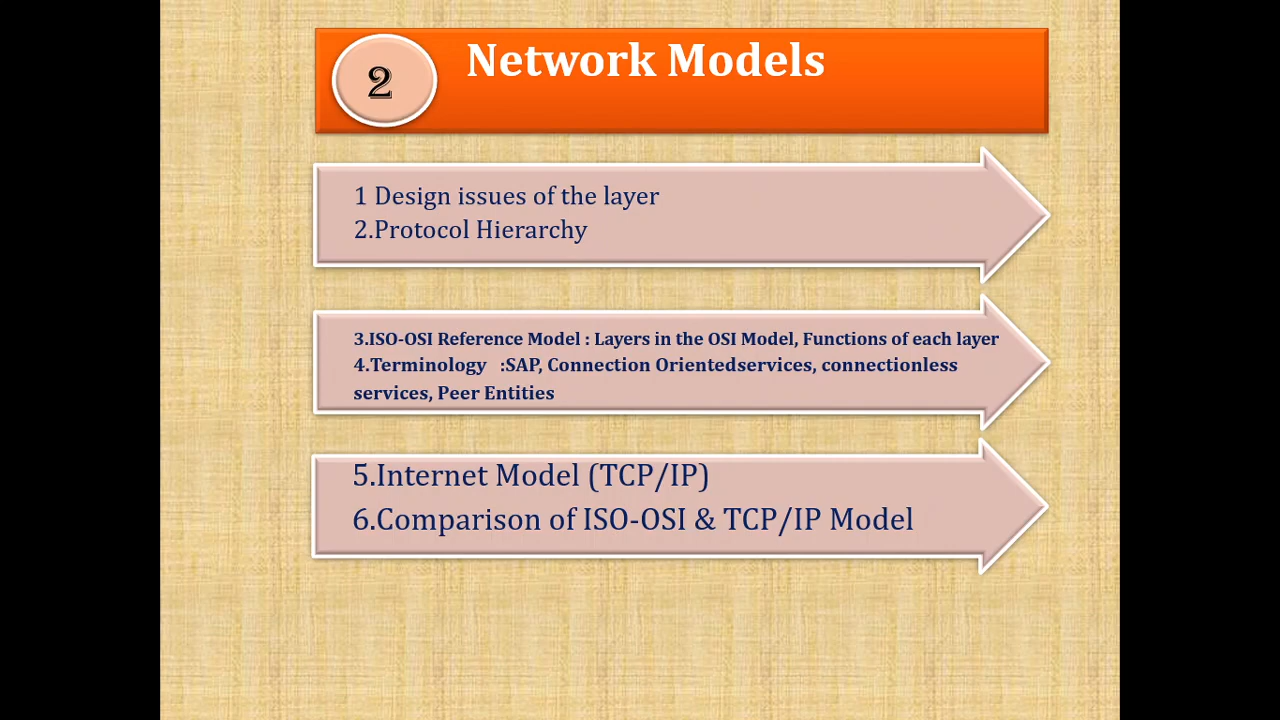 2
Network Models
1 Design issues of the layer
2.Protocol Hierarchy
3.ISO-OSI Reference Model : Layers in the OSI Model, Functions of each layer
4.Terminology :SAP, Connection Orientedservices, connectionless
services, Peer Entities
5.Internet Model (TCP/IP)
6.Comparison of ISO-OSI & TCP/IP Model